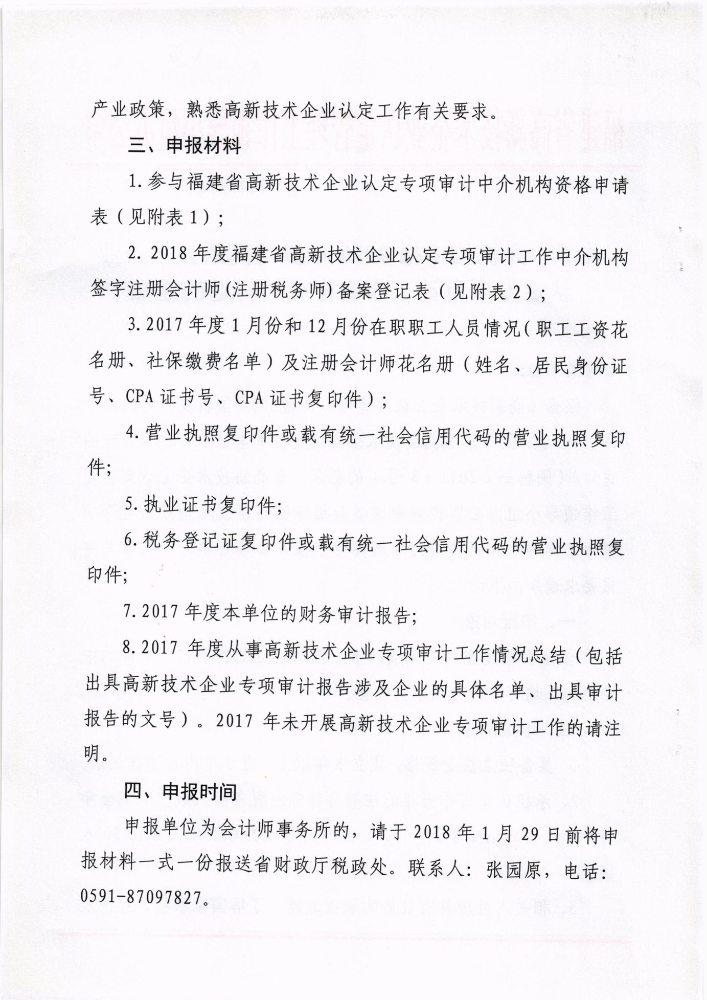 产业政策，熟悉高新技术企业认定工作有关要求。
三、申报材料
1.参与福建省高新技术企业认定专项审计中介机构资格申请
表（见附表1）;
2. 2018年度福建省高新技术企业认定专项审计工作中介机构
签字注册会计师(注册税务师)备案登记表（见附表2）;
3.2017年度1月份和12月份在职职工人员情况（职工工资花
名册、社保缴费名单）及注册会计师花名册（姓名、居民身份证
号、CPA证书号、CPA证书复印件）;
4.营业执照复印件或载有统一社会信用代码的营业执照复印
件;
5.执业证书复印件;
6.税务登记证复印件或载有统一社会信用代码的营业执照复
印件;
7.2017年度本单位的财务审计报告;
8.2017 年度从事高新技术企业专项审计工作情况总结（包括
出具高新技术企业专项审计报告涉及企业的具体名单、出具审计
报告的文号）。2017 年未开展高新技术企业专项审计工作的请注
明。
四、申报时间
申报单位为会计师事务所的，请于2018年1月29日前将申
报材料一式一份报送省财政厅税政处。联系人：张园原，电话：
0591-87097827。